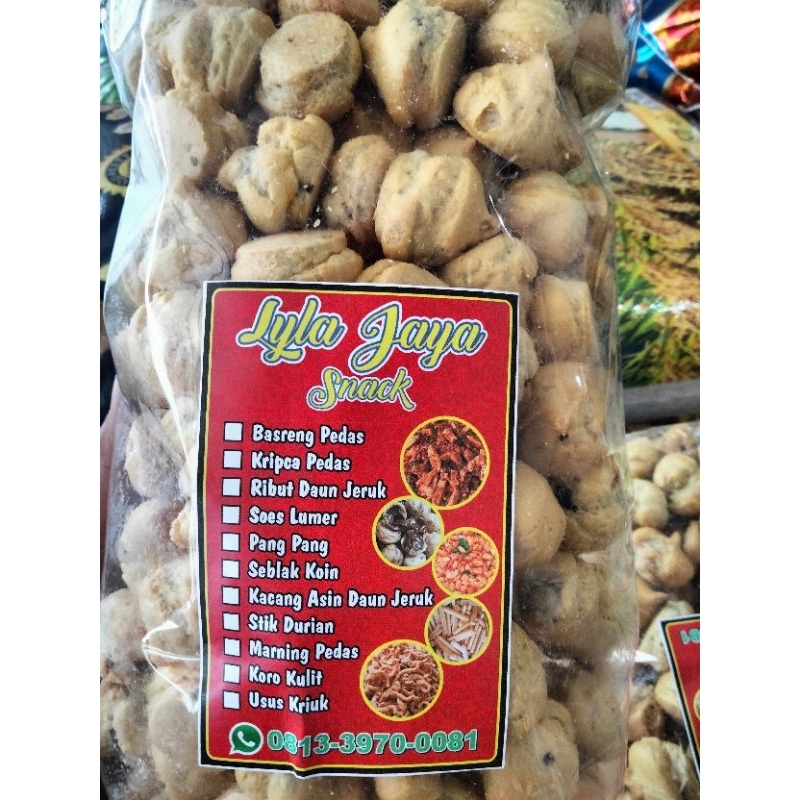 Lyla Jaya
Snack
Basreng Pedas
Kripca Pedas
Ribut Daun Jeruk
Soes Lumer
Pang Pang
Seblak Koin
Kacang Asin Daun Jeruk
Stik Durian
Marning Pedas
Koro Kulit
Usus Kriuk
0813-3970-0081